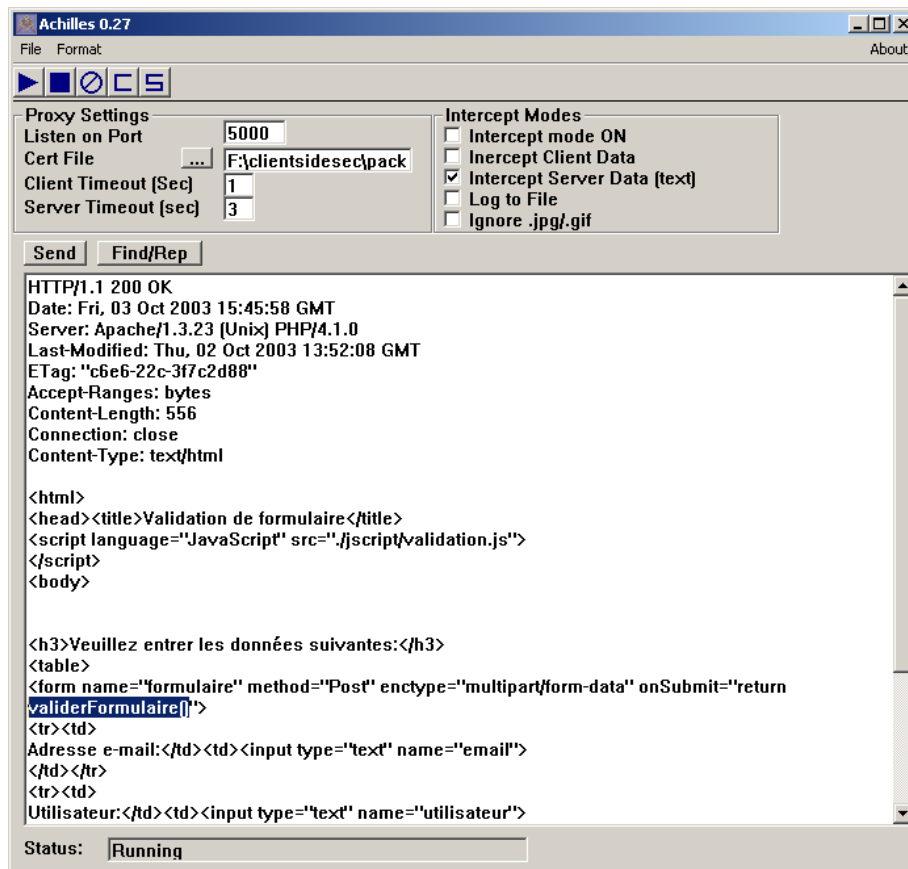 Achilles 0.27
File Format About
Proxy Settings
Listen on Port 5000
Cert File ... F:\clientsidesec\pack
Client Timeout (Sec) 1
Server Timeout (sec) 3
Intercept Modes
Intercept mode ON
Inercept Client Data
Intercept Server Data (text)
Log to File
Ignore .jpg/.gif
Send Find/Rep
HTTP/1.1 200 OK
Date: Fri, 03 Oct 2003 15:45:58 GMT
Server: Apache/1.3.23 (Unix) PHP/4.1.0
Last-Modified: Thu, 02 Oct 2003 13:52:08 GMT
ETag: "c6e6-22c-3f7c2d88"
Accept-Ranges: bytes
Content-Length: 556
Connection: close
Content-Type: text/html
<html>
<head><title>Validation de formulaire</title>
<script language="JavaScript" src="./jscript/validation.js">
</script>
<body>
<h3>Veuillez entrer les données suivantes:</h3>
<table>
<form name="formulaire" method="Post" enctype="multipart/form-data" onSubmit="return
validerFormulaire()">
<tr><td>
Adresse e-mail:</td><td><input type="text" name="email">
</td></tr>
<tr><td>
Utilisateur:</td><td><input type="text" name="utilisateur">
Status: Running